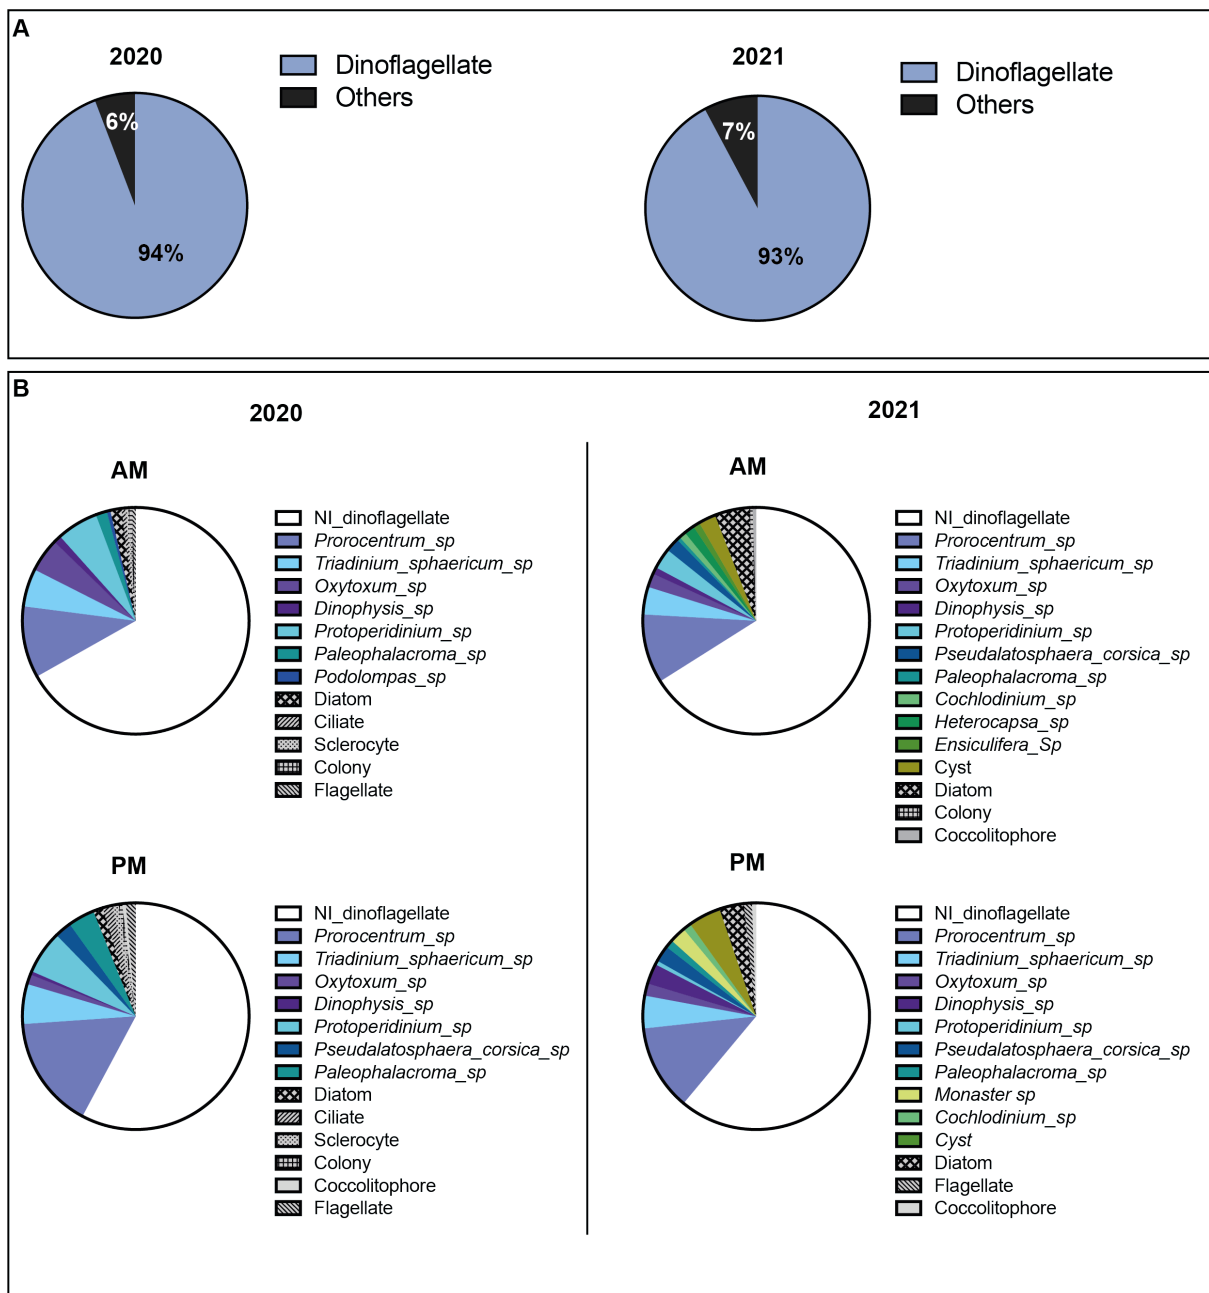 A
2020
Dinoflagellate
Others
6%
94%
2021
Dinoflagellate
Others
7%
93%
B
2020
AM
NI_dinoflagellate
Prorocentrum_sp
Triadinium_sphaericum_sp
Oxytoxum_sp
Dinophysis_sp
Protoperidinium_sp
Paleophalacroma_sp
Podolompas_sp
Diatom
Ciliate
Sclerocyte
Colony
Flagellate
PM
NI_dinoflagellate
Prorocentrum_sp
Triadinium_sphaericum_sp
Oxytoxum_sp
Dinophysis_sp
Protoperidinium_sp
Pseudalatosphaera_corsica_sp
Paleophalacroma_sp
Diatom
Ciliate
Sclerocyte
Colony
Coccolitophore
Flagellate
2021
AM
NI_dinoflagellate
Prorocentrum_sp
Triadinium_sphaericum_sp
Oxytoxum_sp
Dinophysis_sp
Protoperidinium_sp
Pseudalatosphaera_corsica_sp
Paleophalacroma_sp
Cochlodinium_sp
Heterocapsa_sp
Ensiculifera_Sp
Cyst
Diatom
Colony
Coccolitophore
PM
NI_dinoflagellate
Prorocentrum_sp
Triadinium_sphaericum_sp
Oxytoxum_sp
Dinophysis_sp
Protoperidinium_sp
Pseudalatosphaera_corsica_sp
Paleophalacroma_sp
Monaster sp
Cochlodinium_sp
Cyst
Diatom
Flagellate
Coccolitophore